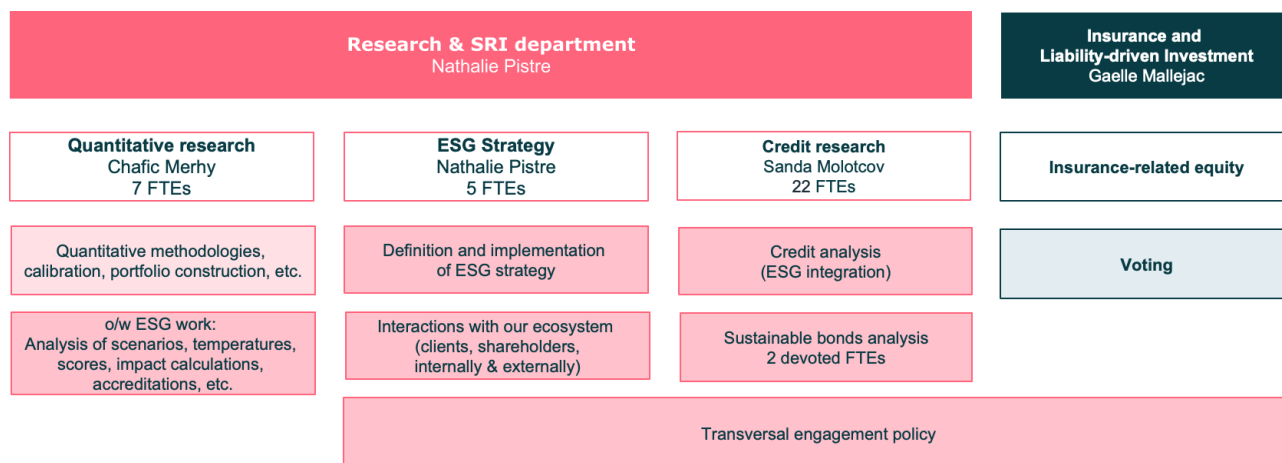 Research & SRI department
Nathalie Pistre
Insurance and
Liability-driven Investment
Gaelle Mallejac
Quantitative research
Chafic Merhy
7 FTEs
ESG Strategy
Nathalie Pistre
5 FTEs
Credit research
Sanda Molotcov
22 FTEs
Insurance-related equity
Quantitative methodologies,
calibration, portfolio construction, etc.
Definition and implementation
of ESG strategy
Credit analysis
(ESG integration)
Voting
o/w ESG work:
Analysis of scenarios, temperatures,
scores, impact calculations,
accreditations, etc.
Interactions with our ecosystem
(clients, shareholders,
internally & externally)
Sustainable bonds analysis
2 devoted FTEs
Transversal engagement policy